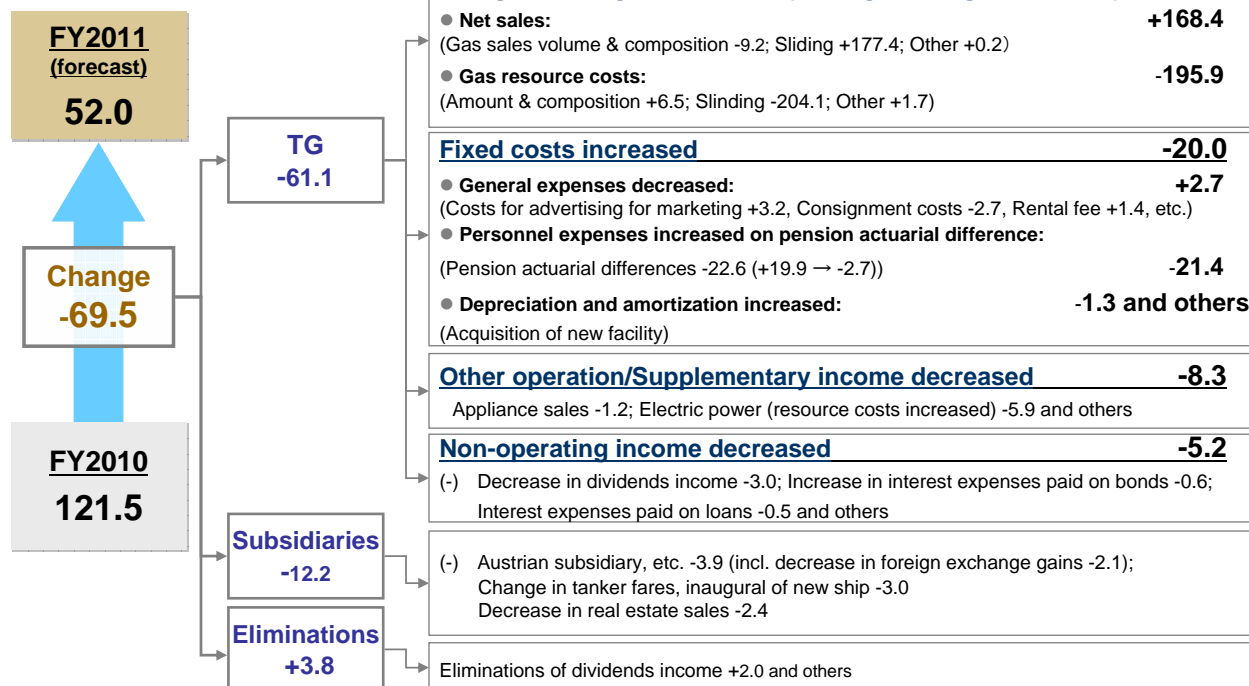 FY2011
(forecast)
52.0
Change
-69.5
FY2010
121.5
TG
-61.1
Subsidiaries
-12.2
Eliminations
+3.8
● Net sales: +168.4
(Gas sales volume & composition -9.2; Sliding +177.4; Other +0.2）
● Gas resource costs: -195.9
(Amount & composition +6.5; Slinding -204.1; Other +1.7)
Fixed costs increased -20.0
● General expenses decreased: +2.7
(Costs for advertising for marketing +3.2, Consignment costs -2.7, Rental fee +1.4, etc.)
● Personnel expenses increased on pension actuarial difference:
(Pension actuarial differences -22.6 (+19.9 → -2.7)) -21.4
● Depreciation and amortization increased: -1.3 and others
(Acquisition of new facility)
Other operation/Supplementary income decreased -8.3
Appliance sales -1.2; Electric power (resource costs increased) -5.9 and others
Non-operating income decreased -5.2
(-) Decrease in dividends income -3.0; Increase in interest expenses paid on bonds -0.6;
Interest expenses paid on loans -0.5 and others
(-) Austrian subsidiary, etc. -3.9 (incl. decrease in foreign exchange gains -2.1);
Change in tanker fares, inaugural of new ship -3.0
Decrease in real estate sales -2.4
Eliminations of dividends income +2.0 and others